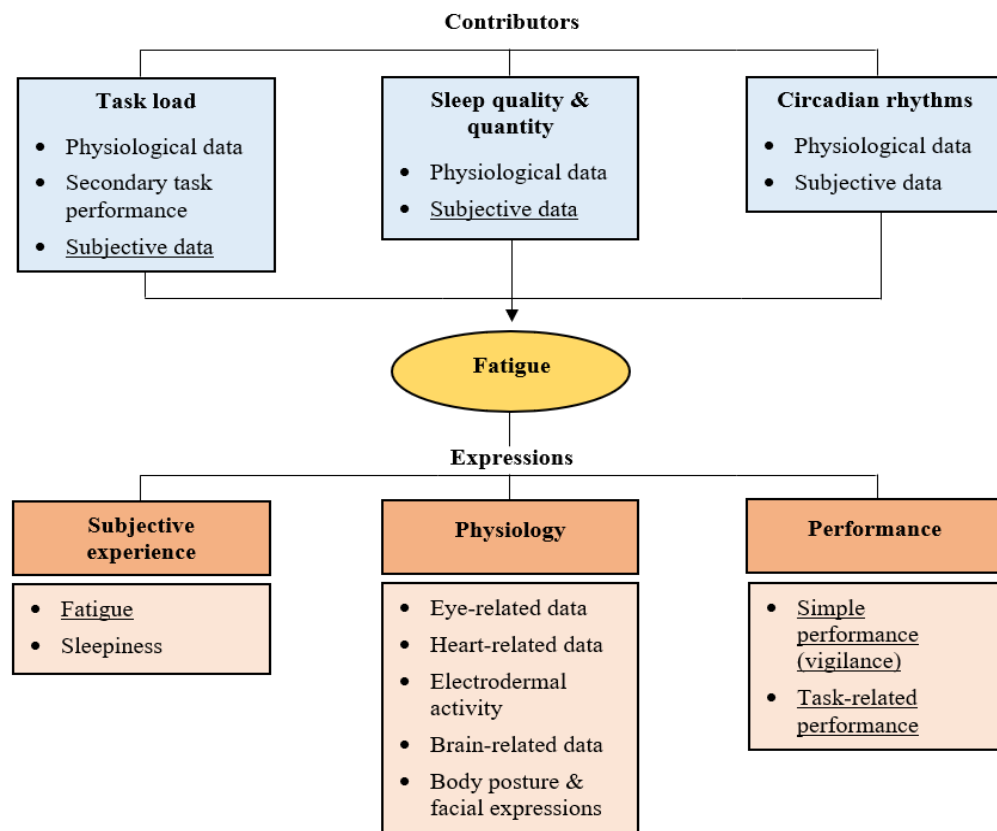 Contributors
Task load
• Physiological data
• Secondary task
performance
• Subjective data
Sleep quality &
quantity
• Physiological data
• Subjective data
Circadian rhythms
• Physiological data
• Subjective data
Fatigue
Expressions
Subjective
experience
• Fatigue
• Sleepiness
Physiology
• Eye-related data
• Heart-related data
• Electrodermal
activity
• Brain-related data
• Body posture &
facial expressions
Performance
• Simple
performance
(vigilance)
• Task-related
performance